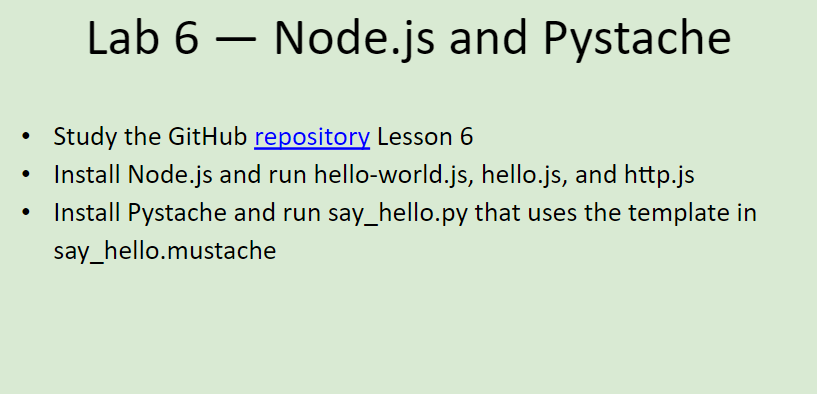 Lab 6 — Node.js and Pystache
• Study the GitHub repository Lesson 6
• Install Node.js and run hello-world.js, hello.js, and http.js
• Install Pystache and run say_hello.py that uses the template in
say_hello.mustache